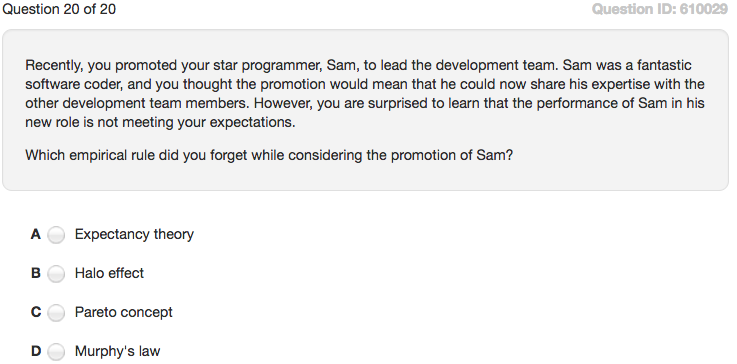 Question 20 of 20
Question ID: 610029
Recently, you promoted your star programmer, Sam, to lead the development team. Sam was a fantastic
software coder, and you thought the promotion would mean that he could now share his expertise with the
other development team members. However, you are surprised to learn that the performance of Sam in his
new role is not meeting your expectations.
Which empirical rule did you forget while considering the promotion of Sam?
A Expectancy theory
B Halo effect
C Pareto concept
D Murphy's law